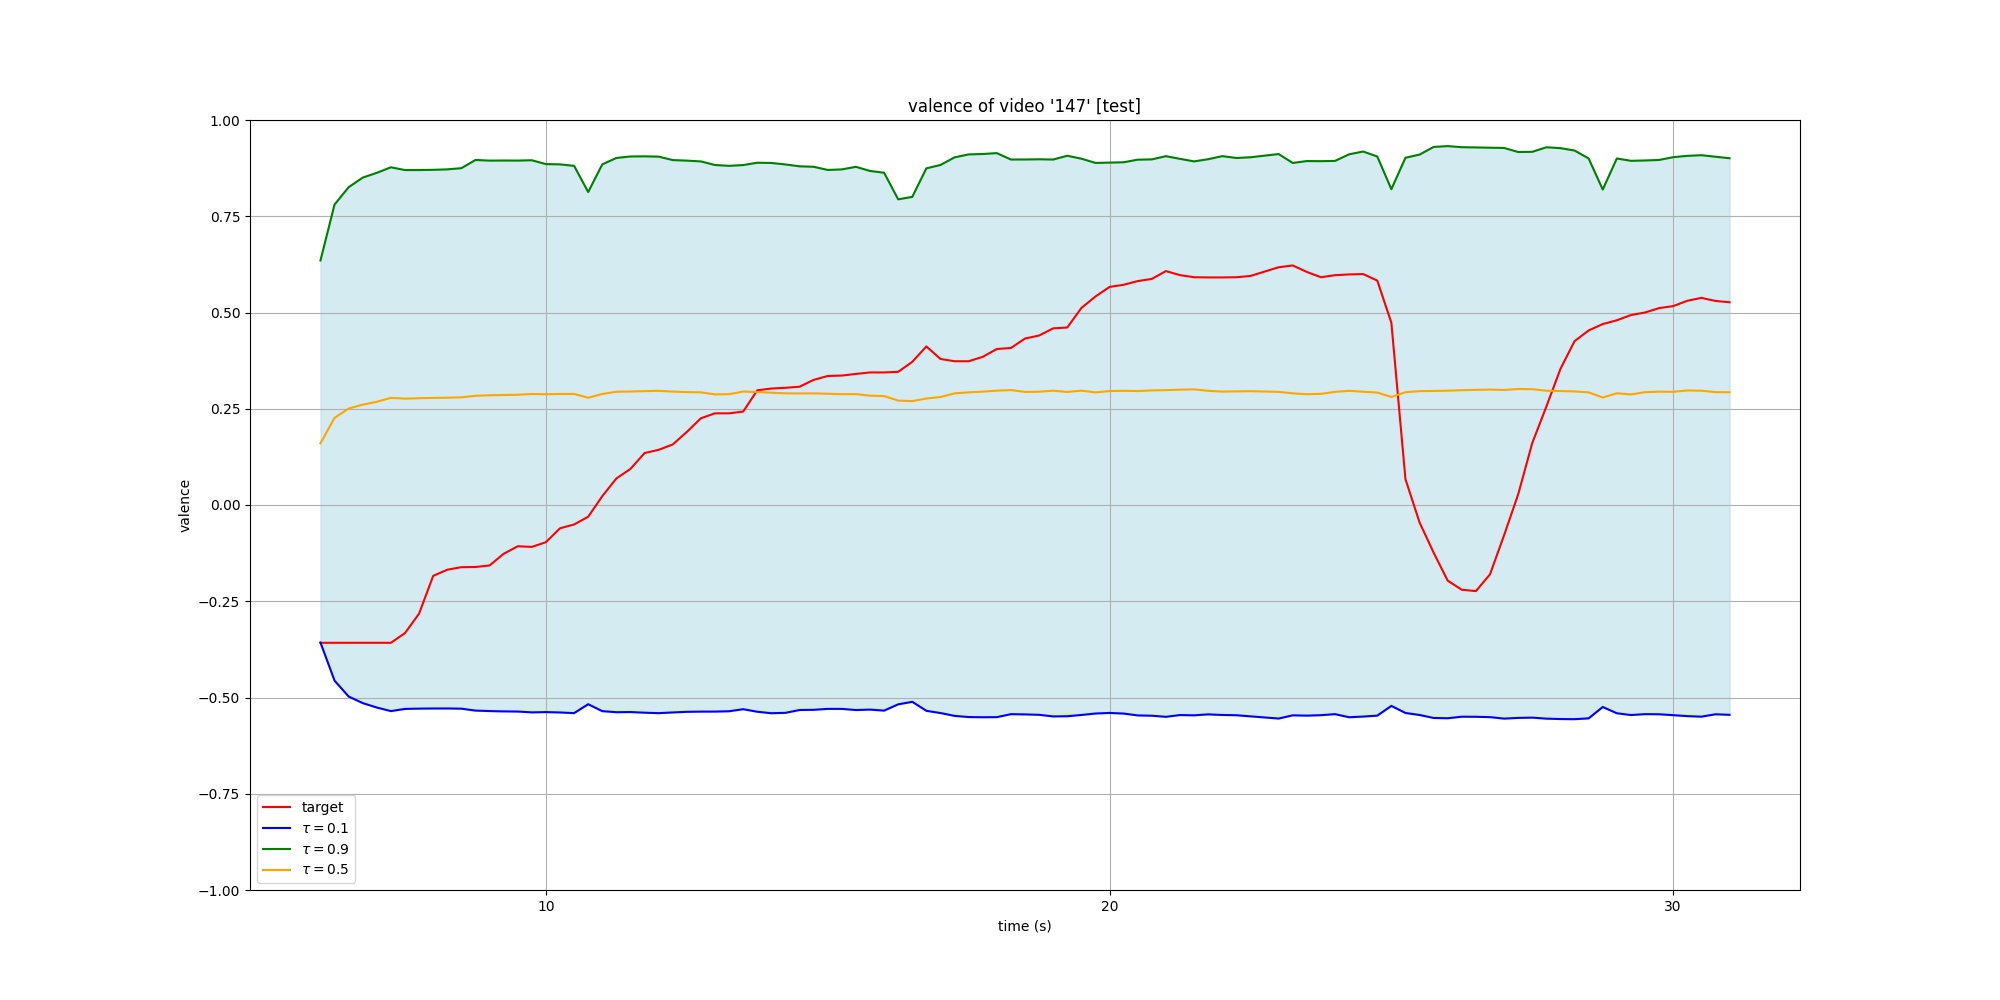 valence of video '147' [test]
1.00
0.75
0.50
0.25
0.00
−0.25
−0.50
−0.75
−1.00
valence
target
τ = 0.1
τ = 0.9
τ = 0.5
10
20
30
time (s)